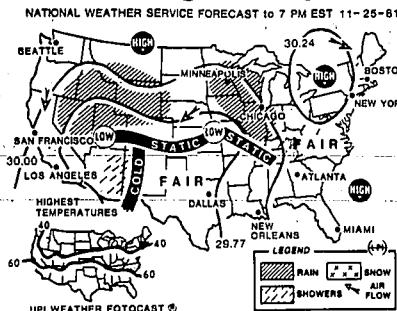 NATIONAL WEATHER SERVICE FORECAST to 7 PM EST 11-25-81
SEATTLE
HIGH
30.24
MINNEAPOLIS
HIGH
BOSTON
NEW YORK
CHICAGO
LOW
LOW
SAN FRANCISCO
STATIC
STATIC
FAIR
30.00
COLD
LOS ANGELES
FAIR
ATLANTA
HIGH
HIGHEST
TEMPERATURES
DALLAS
NEW
ORLEANS
MIAMI
29.77
40
40
60
60
LEGEND
RAIN
SNOW
SHOWERS
AIR
FLOW
UPI WEATHER FOTOCAST ®